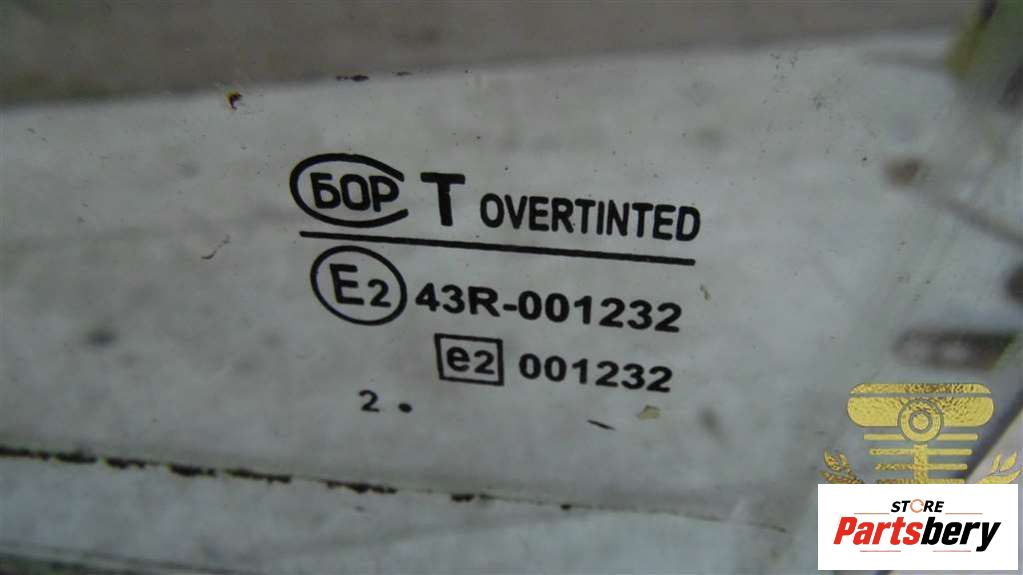 БОР T OVERTINTED
E2 43R-001232
e2 001232
2 .
STORE
Partsbery